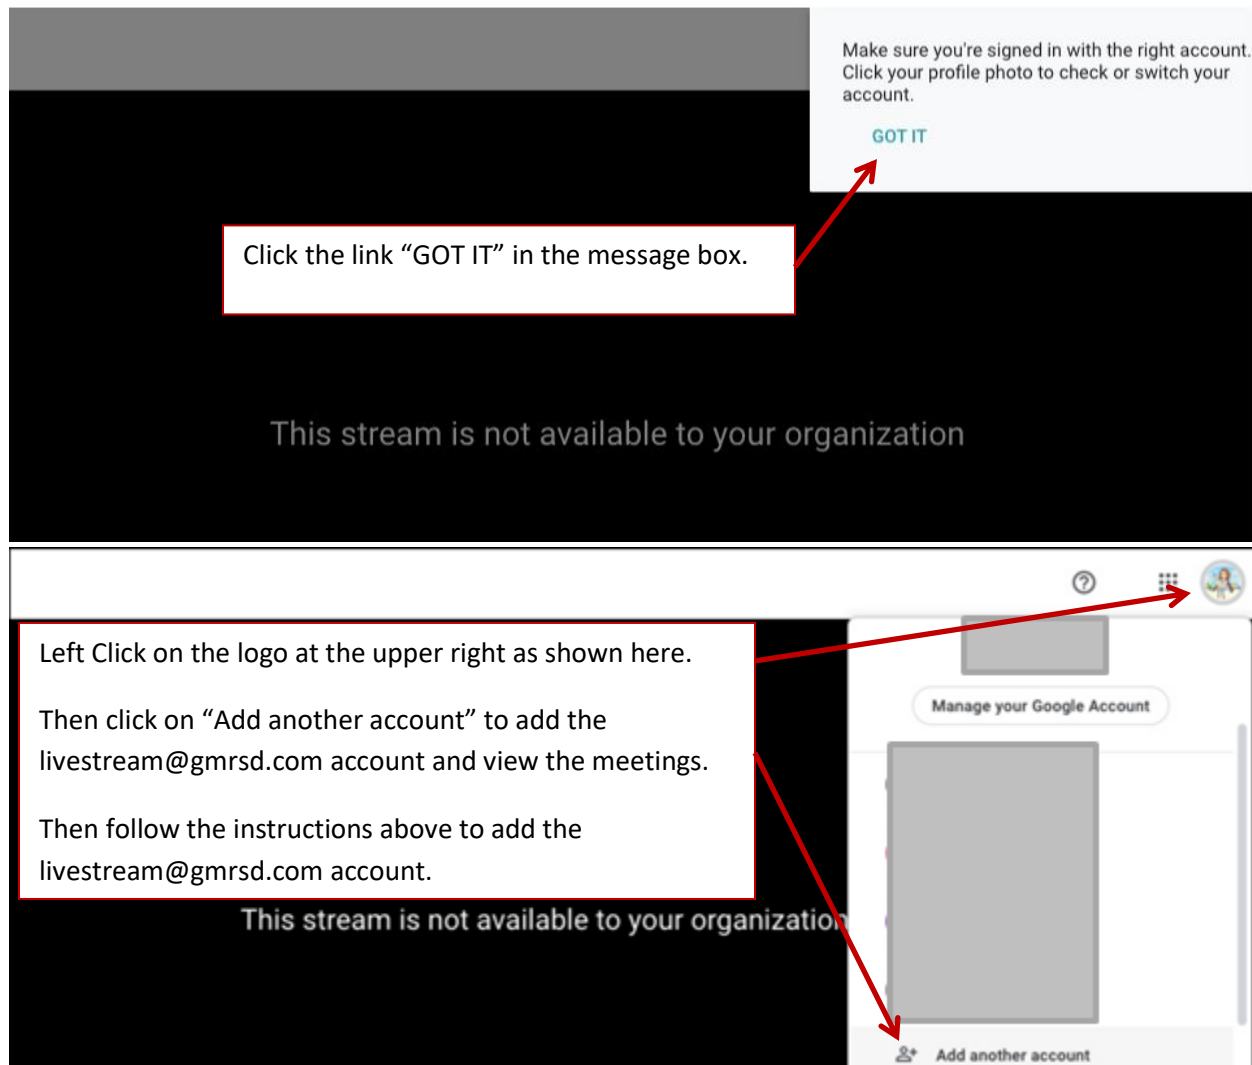 Make sure you're signed in with the right account.
Click your profile photo to check or switch your
account.
GOT IT
Click the link “GOT IT” in the message box.
This stream is not available to your organization
Left Click on the logo at the upper right as shown here.
Then click on “Add another account” to add the
livestream@gmrsd.com account and view the meetings.
Then follow the instructions above to add the
livestream@gmrsd.com account.
Manage your Google Account
This stream is not available to your organization
Add another account